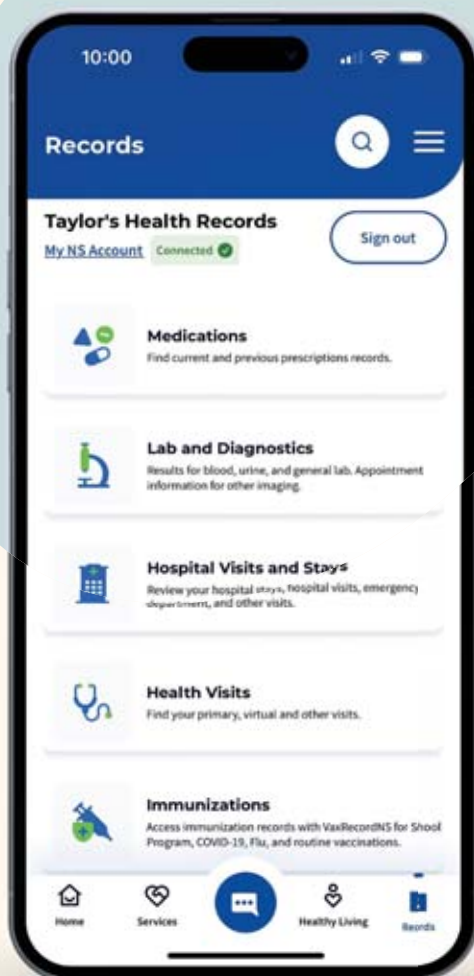 10:00
Records
Taylor's Health Records
Sign out
My NS Account Connected
Medications
Find current and previous prescriptions records.
Lab and Diagnostics
Results for blood, urine, and general lab. Appointment
information for other imaging.
Hospital Visits and Stays
Review your hospital stays, hospital visits, emergency
department, and other visits.
Health Visits
Find your primary, virtual and other visits.
Immunizations
Access immunization records with VaxRecordNS for Shool
Program, COVID-19, Flu, and routine vaccinations.
Home
Services
Healthy Living
Reords